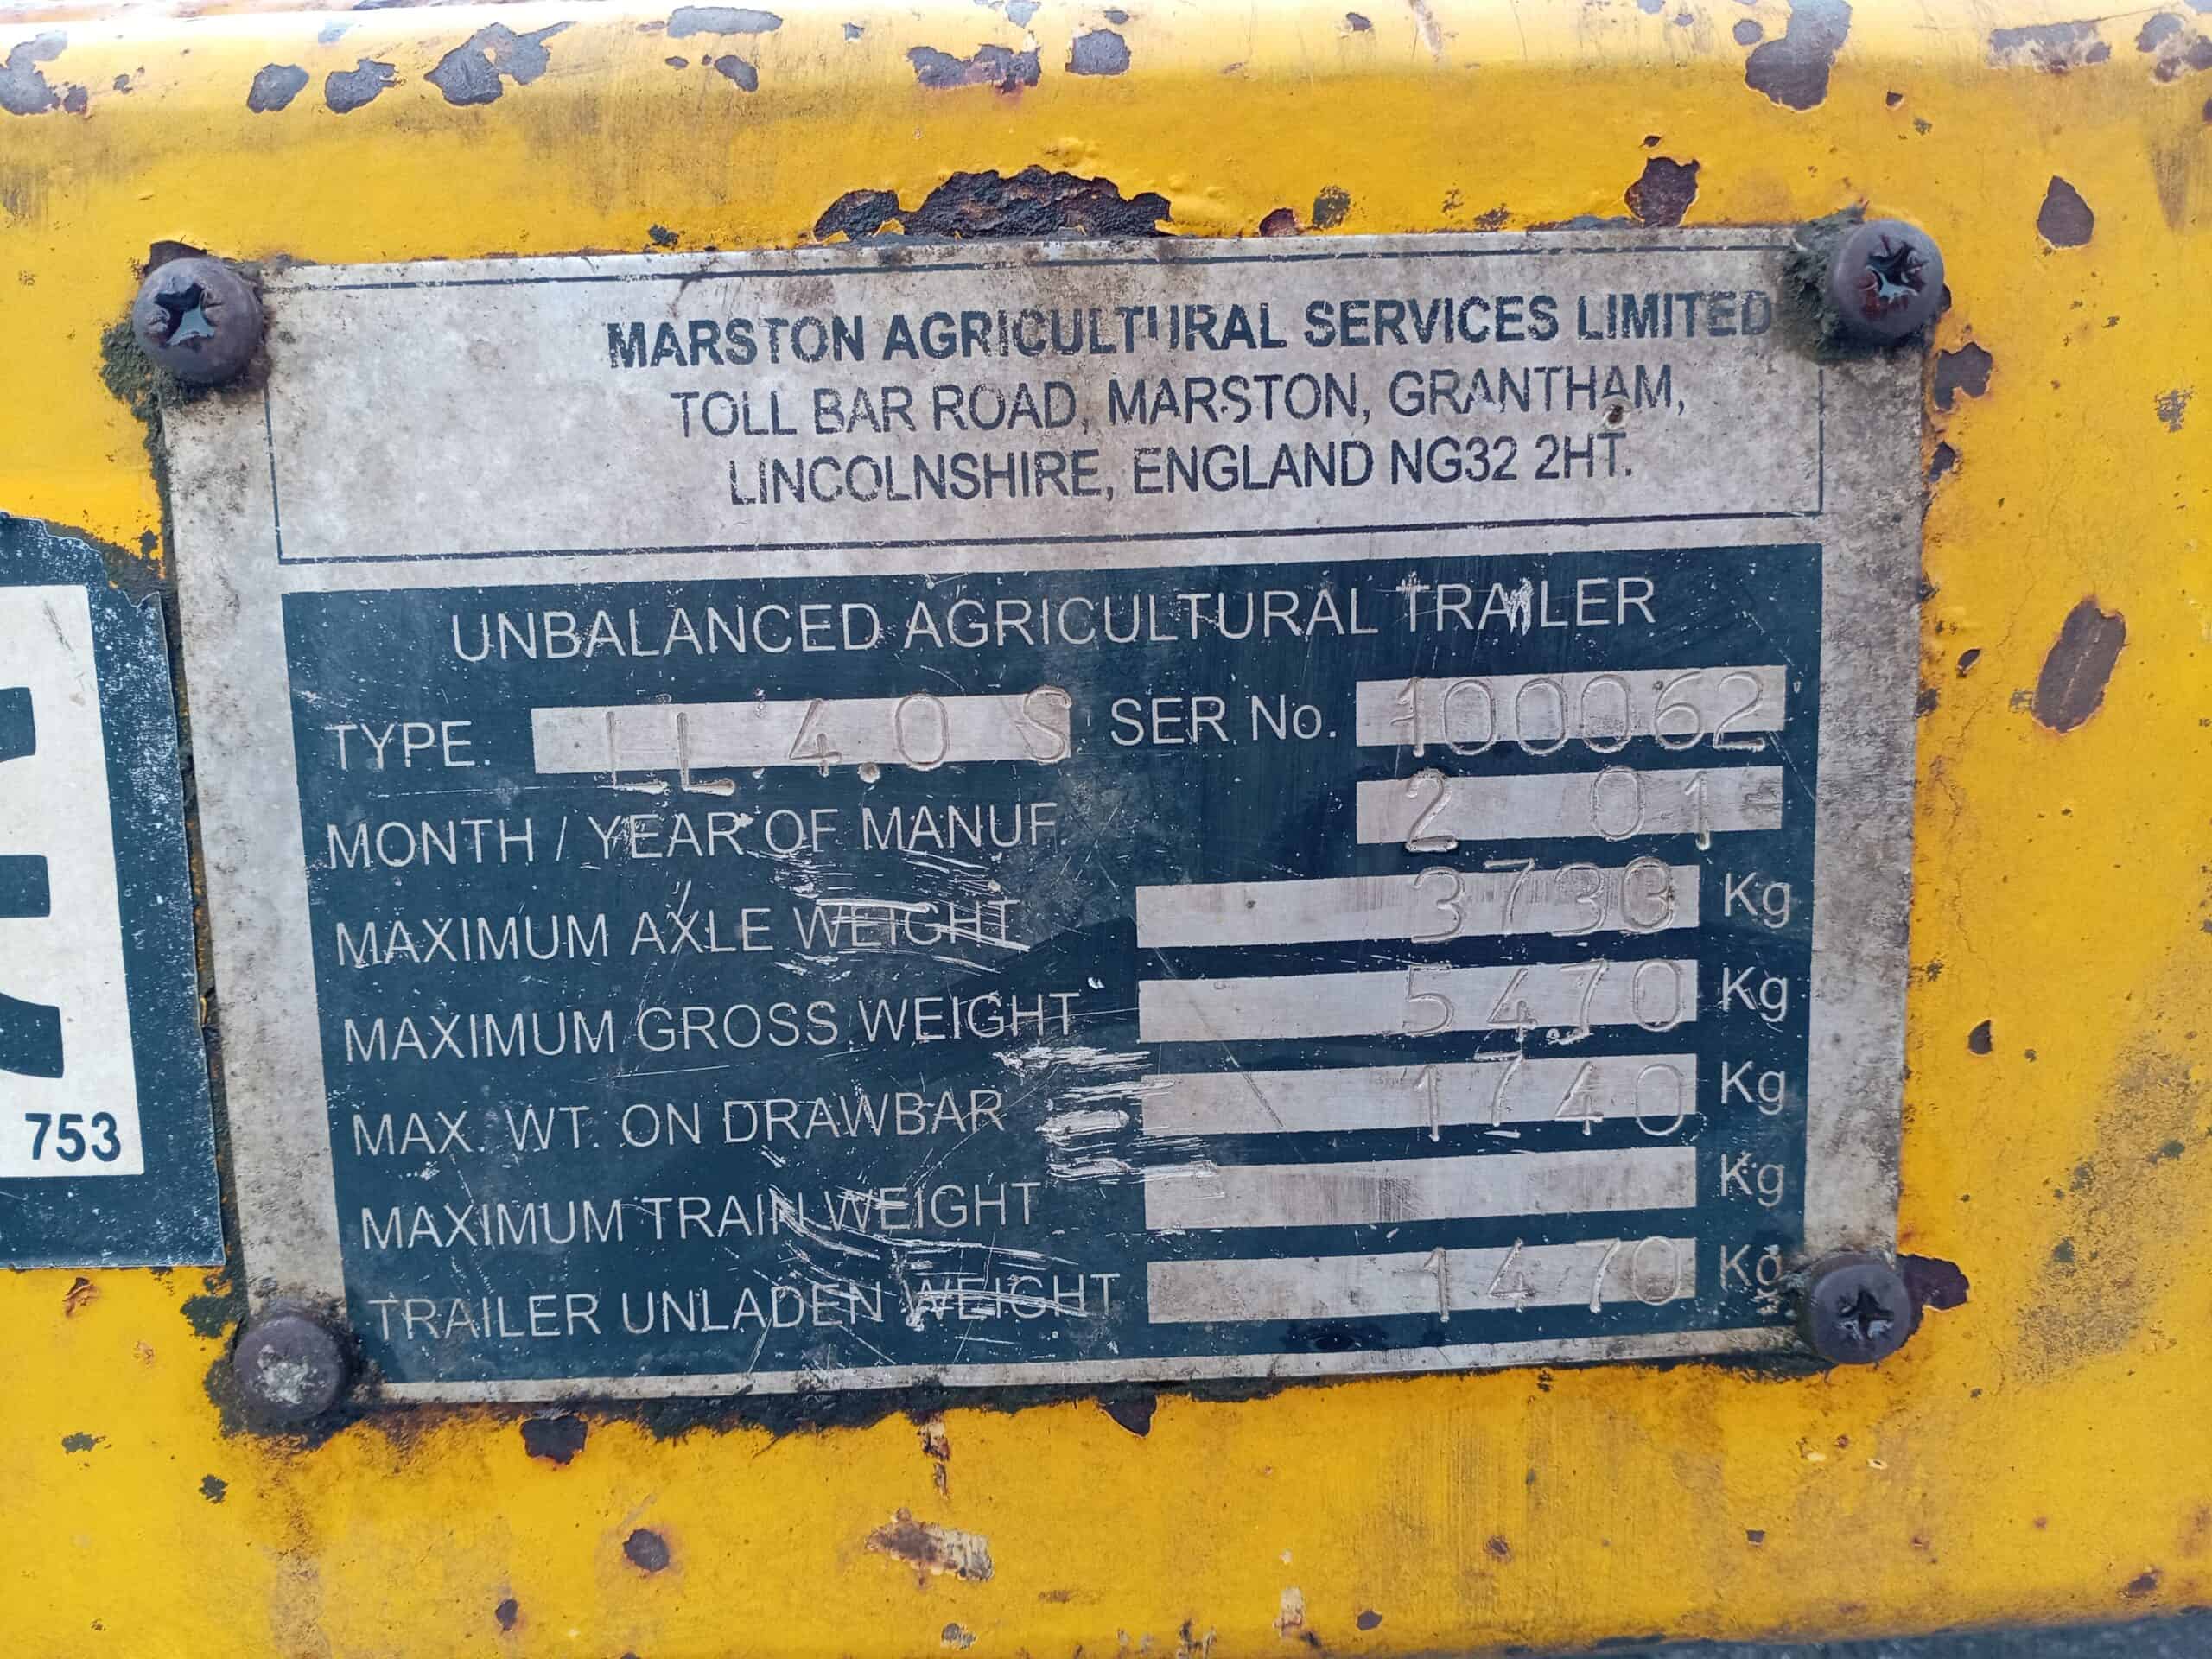 MARSTON AGRICULTURAL SERVICES LIMITED
TOLL BAR ROAD, MARSTON, GRANTHAM,
LINCOLNSHIRE, ENGLAND NG32 2HT.
UNBALANCED AGRICULTURAL TRAILER
TYPE. LL 4.0 S SER No. 100062
MONTH / YEAR OF MANUF 2 01
MAXIMUM AXLE WEIGHT 3730 Kg
MAXIMUM GROSS WEIGHT 5470 Kg
MAX. WT. ON DRAWBAR 1740 Kg
MAXIMUM TRAIN WEIGHT Kg
TRAILER UNLADEN WEIGHT 1470 Kg
753